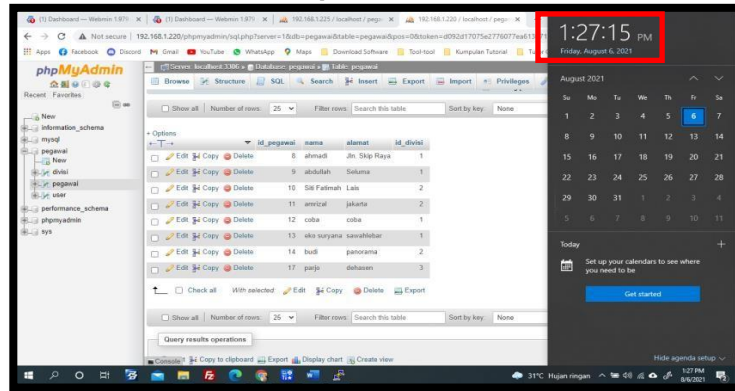 (1) Dashboard — Webmin 1.97
(1) Dashboard — Webmin 1.97
192.168.1.225 / localhost / pega
192.168.1.220 / localhost / pega
Not secure | 192.168.1.220/phpmyadmin/sql.php?server=1&db=pegawai&table=pegawai&pos=0&token=
Apps Facebook Discord Gmail YouTube WhatsApp Maps Download Software Tool-tool Kumpulan Tutorial
phpMyAdmin
Recent Favorites
New
information_schema
mysql
pegawai
New
divisi
pegawai
user
performance_schema
phpmyadmin
sys
Server: localhost:3306 » Database: pegawai » Table: pegawai
Browse Structure SQL Search Insert Export Import Privileges
Show all | Number of rows: 25 Filter rows: Search this table Sort by key: None
+ Options
id_pegawai nama alamat id_divisi
Edit Copy Delete 8 ahmadi Jln. Skip Raya 1
Edit Copy Delete 9 abdullah Seluma 1
Edit Copy Delete 10 Siti Fatimah Lais 2
Edit Copy Delete 11 amrizal jakarta 2
Edit Copy Delete 12 coba coba 1
Edit Copy Delete 13 eko suryana sawahlebar 1
Edit Copy Delete 14 budi panorama 2
Edit Copy Delete 17 parjo dehasen 3
Check all With selected: Edit Copy Delete Export
Show all | Number of rows: 25 Filter rows: Search this table Sort by key: None
Query results operations
Console Copy to clipboard Export Display chart Create view
1:27:15 PM
Friday, August 6, 2021
August 2021
Su Mo Tu We Th Fr Sa
1 2 3 4 5 6 7
8 9 10 11 12 13 14
15 16 17 18 19 20 21
22 23 24 25 26 27 28
29 30 31 1 2 3 4
5 6 7 8 9 10 11
Today
Set up your calendars to see where
you need to be
Get started
Hide agenda setup
31°C Hujan ringan
1:27 PM
8/6/2021